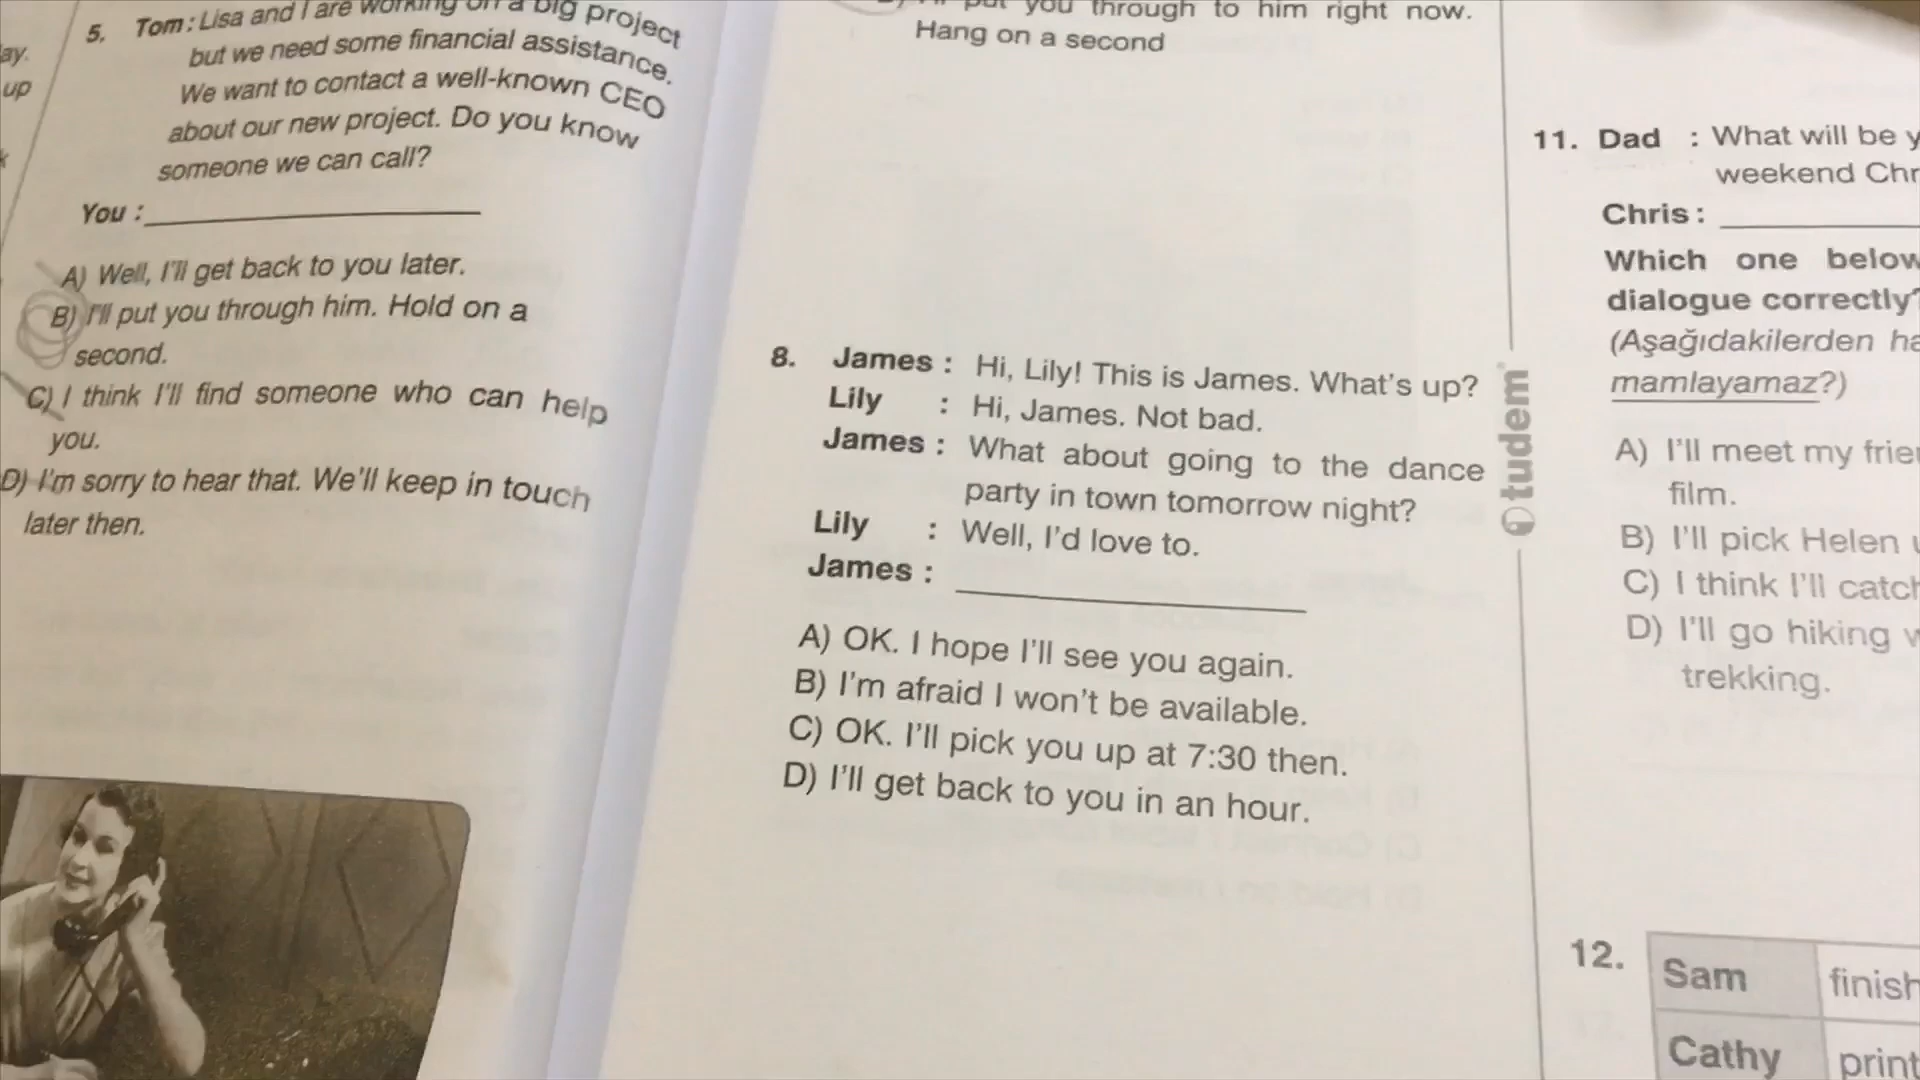 ay.
up
5. Tom : Lisa and I are working on a big project
but we need some financial assistance.
We want to contact a well-known CEO
about our new project. Do you know
someone we can call?
You :
A) Well, I'll get back to you later.
B) I'll put you through him. Hold on a
second.
C) I think I'll find someone who can help
you.
D) I'm sorry to hear that. We'll keep in touch
later then.
put you through to him right now.
Hang on a second
8. James : Hi, Lily! This is James. What's up?
Lily : Hi, James. Not bad.
James : What about going to the dance
party in town tomorrow night?
Lily : Well, I'd love to.
James :
A) OK. I hope I'll see you again.
B) I'm afraid I won't be available.
C) OK. I'll pick you up at 7:30 then.
D) I'll get back to you in an hour.
tudem
11. Dad : What will be y
weekend Chr
Chris :
Which one below
dialogue correctly?
(Aşağıdakilerden ha
mamlayamaz?)
A) I'll meet my frie
film.
B) I'll pick Helen
C) I think I'll catch
D) I'll go hiking
trekking.
12. Sam finish
Cathy print